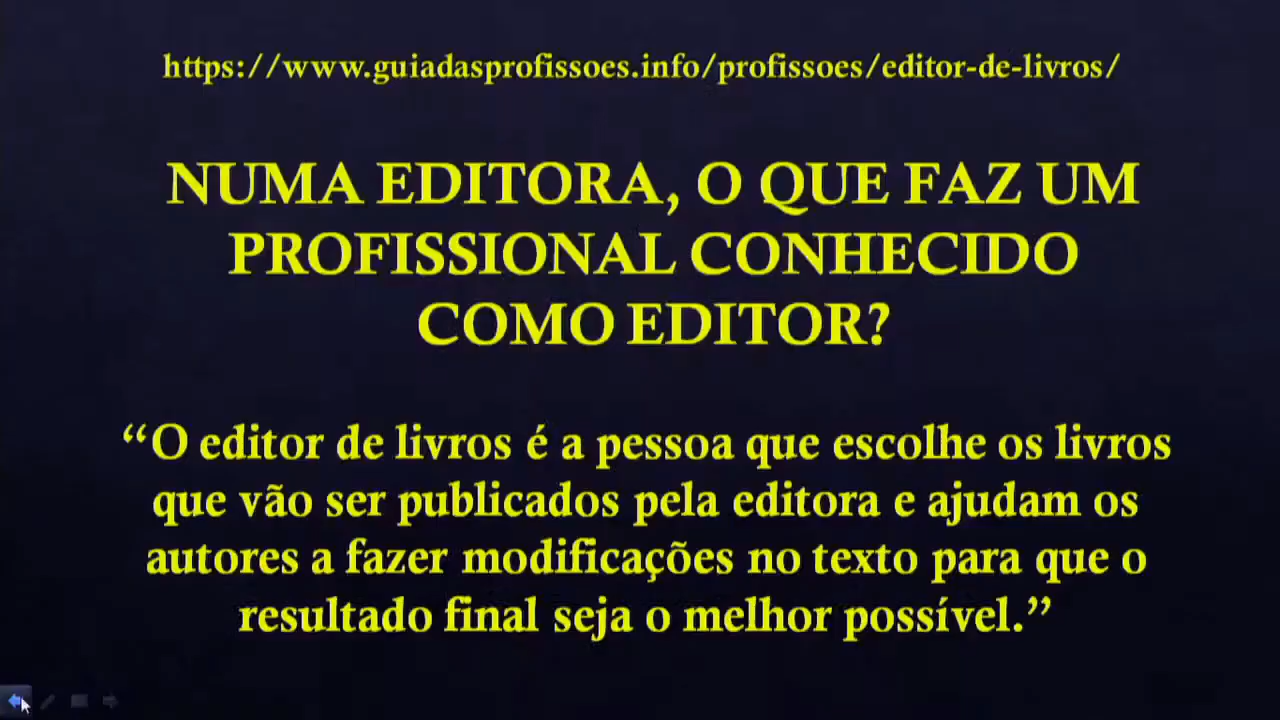 https://www.guiadasprofissoes.info/profissoes/editor-de-livros/
NUMA EDITORA, O QUE FAZ UM
PROFISSIONAL CONHECIDO
COMO EDITOR?
“O editor de livros é a pessoa que escolhe os livros
que vão ser publicados pela editora e ajudam os
autores a fazer modificações no texto para que o
resultado final seja o melhor possível.”